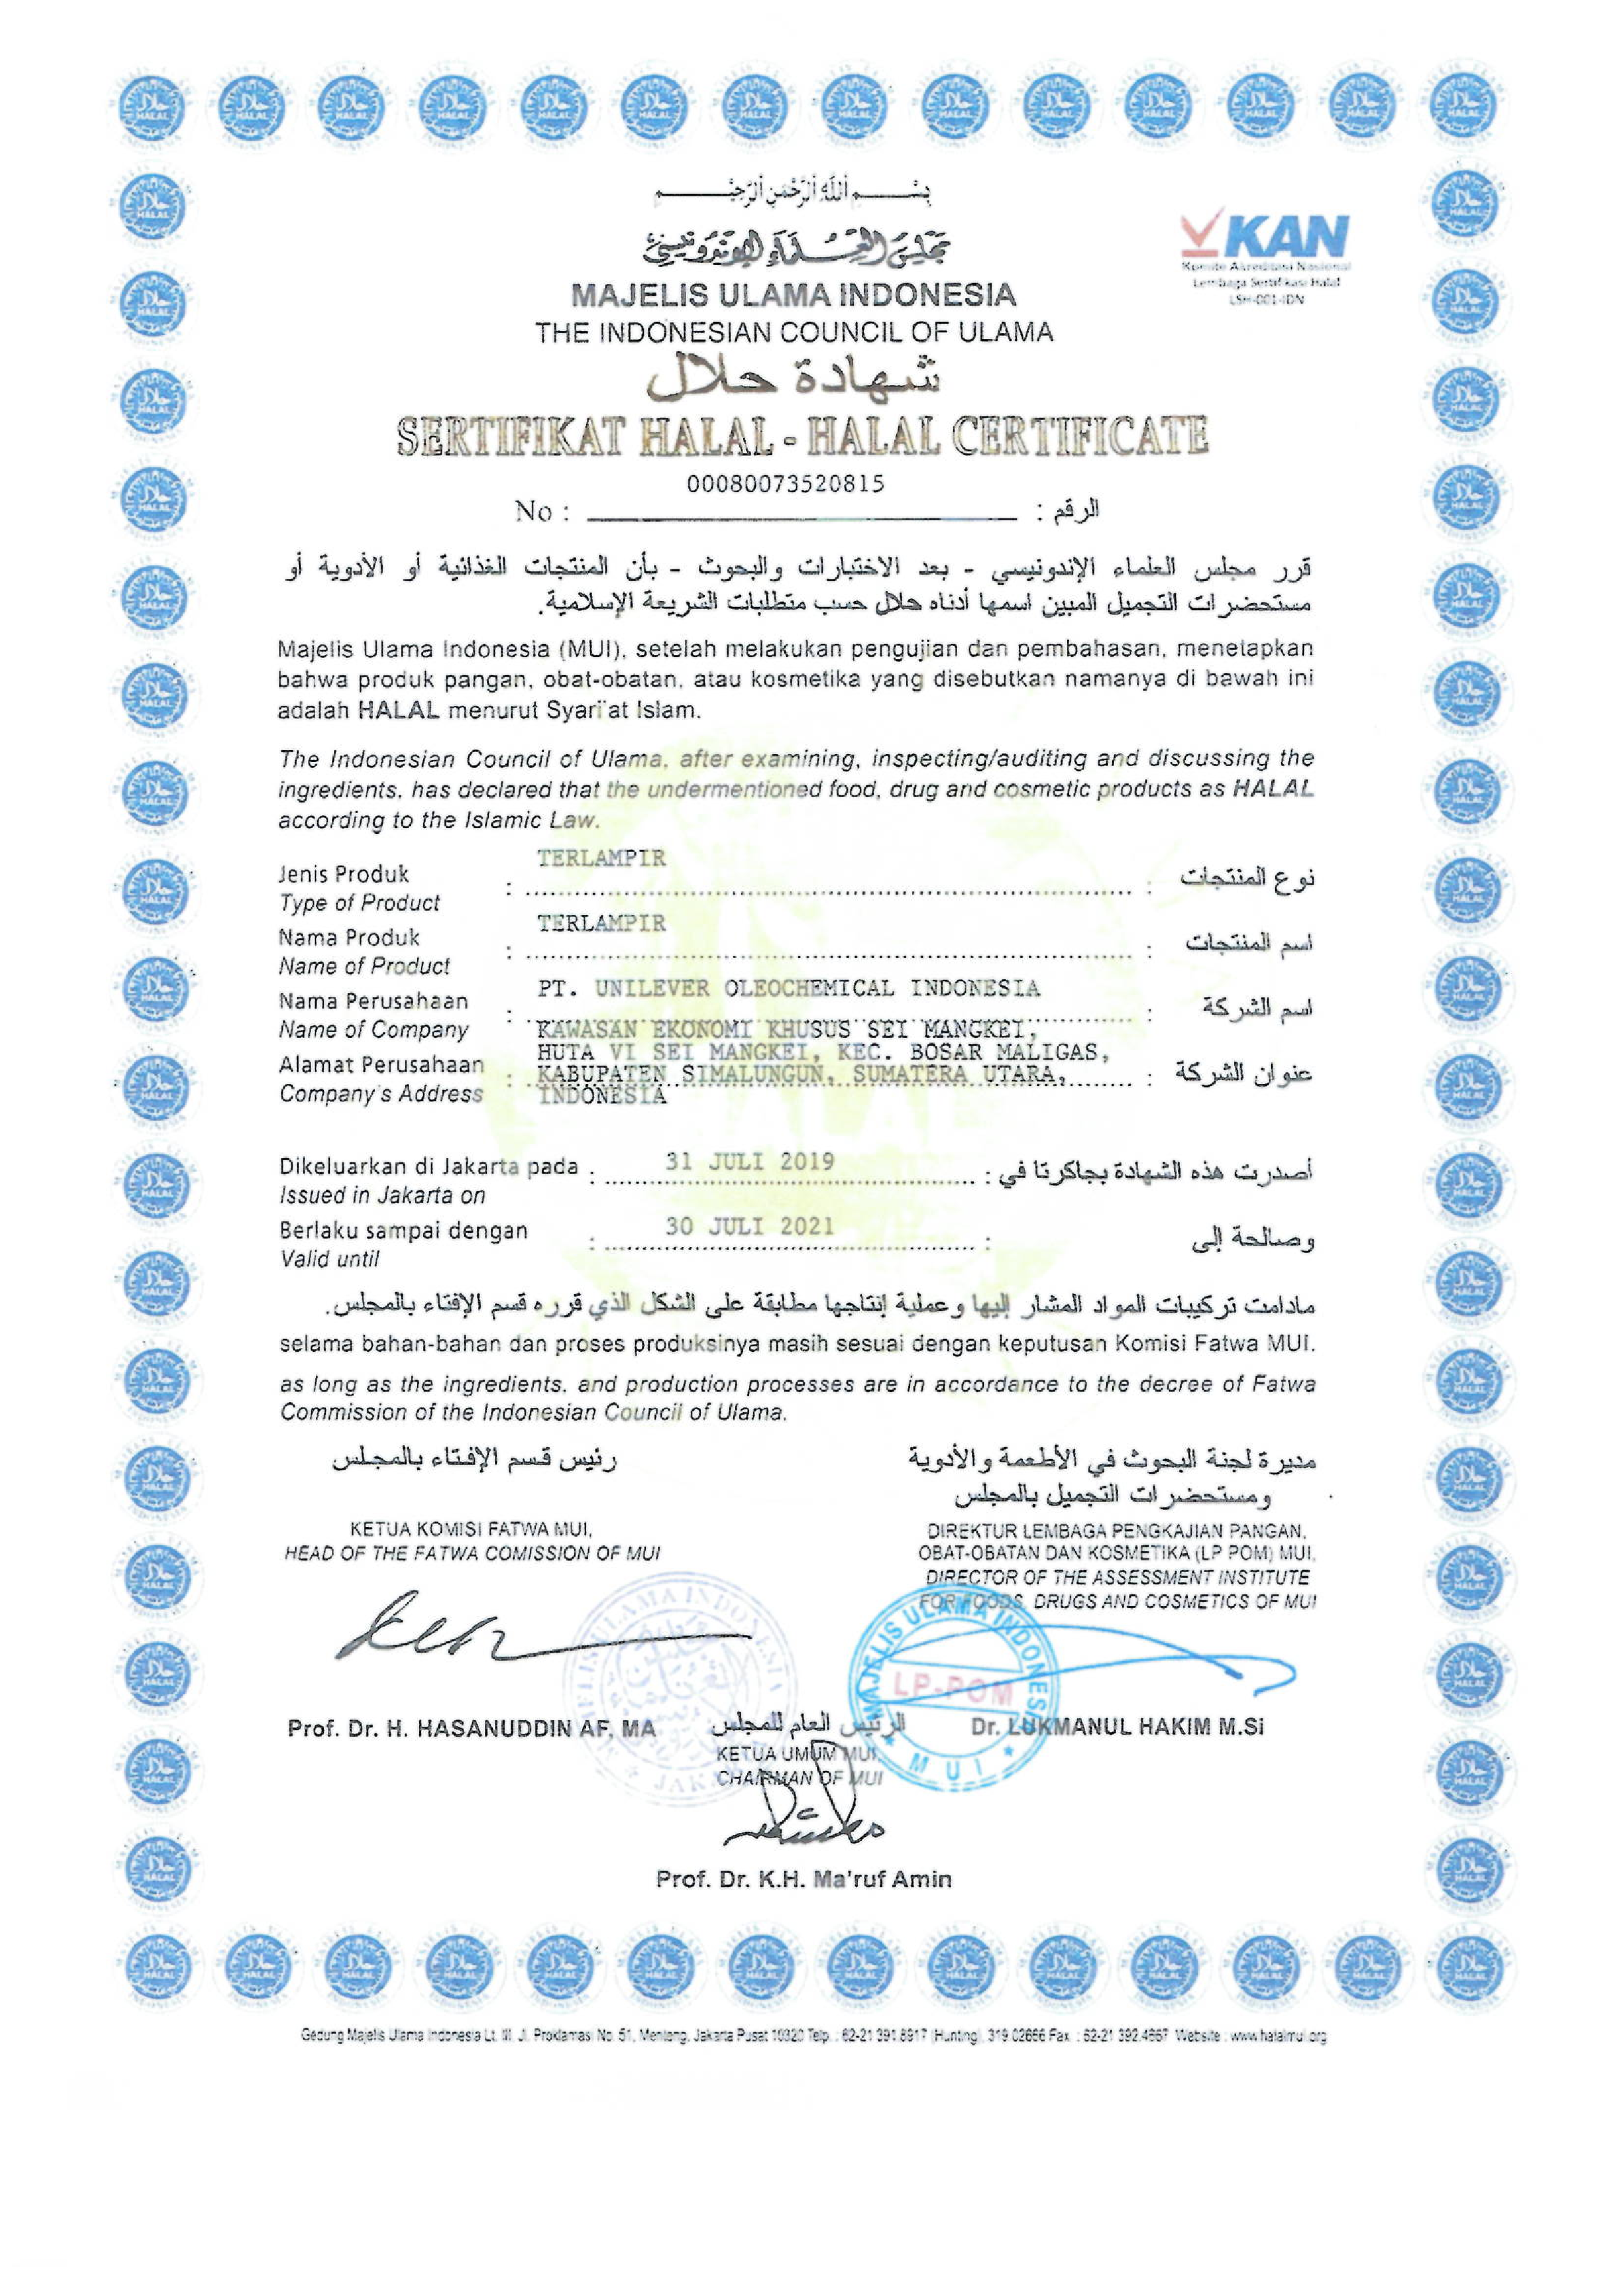 بِسْـــــمِ اللَّهِ الرَّحْمَنِ الرَّحِيْـــــمِ
مجلس العلماء الإندونيسي
MAJELIS ULAMA INDONESIA
THE INDONESIAN COUNCIL OF ULAMA
KAN
Komite Akreditasi Nasional
Lembaga Sertifikasi Halal
LSH-001-IDN
شهادة حلال
SERTIFIKAT HALAL - HALAL CERTIFICATE
00080073520815
No : الرقم :
قرر مجلس العلماء الإندونيسي - بعد الاختبارات والبحوث - بأن المنتجات الغذائية أو الأدوية أو
مستحضرات التجميل المبين اسمها أدناه حلال حسب متطلبات الشريعة الإسلامية.
Majelis Ulama Indonesia (MUI), setelah melakukan pengujian dan pembahasan, menetapkan
bahwa produk pangan, obat-obatan, atau kosmetika yang disebutkan namanya di bawah ini
adalah HALAL menurut Syari'at Islam.
The Indonesian Council of Ulama, after examining, inspecting/auditing and discussing the
ingredients, has declared that the undermentioned food, drug and cosmetic products as HALAL
according to the Islamic Law.
Jenis Produk : TERLAMPIR : نوع المنتجات
Type of Product
Nama Produk : TERLAMPIR : اسم المنتجات
Name of Product
Nama Perusahaan : PT. UNILEVER OLEOCHEMICAL INDONESIA : اسم الشركة
Name of Company
KAWASAN EKONOMI KHUSUS SEI MANGKEI,
HUTA VI SEI MANGKEI, KEC. BOSAR MALIGAS,
Alamat Perusahaan : KABUPATEN SIMALUNGUN, SUMATERA UTARA, : عنوان الشركة
Company's Address INDONESIA
Dikeluarkan di Jakarta pada : 31 JULI 2019 : أصدرت هذه الشهادة بجاكرتا في
Issued in Jakarta on
Berlaku sampai dengan : 30 JULI 2021 : وصالحة إلى
Valid until
مادامت تركيبات المواد المشار إليها وعملية إنتاجها مطابقة على الشكل الذي قرره قسم الإفتاء بالمجلس.
selama bahan-bahan dan proses produksinya masih sesuai dengan keputusan Komisi Fatwa MUI.
as long as the ingredients, and production processes are in accordance to the decree of Fatwa
Commission of the Indonesian Council of Ulama.
رئيس قسم الإفتاء بالمجلس
KETUA KOMISI FATWA MUI,
HEAD OF THE FATWA COMISSION OF MUI
Prof. Dr. H. HASANUDDIN AF, MA
مديرة لجنة البحوث في الأطعمة والأدوية
ومستحضرات التجميل بالمجلس
DIREKTUR LEMBAGA PENGKAJIAN PANGAN,
OBAT-OBATAN DAN KOSMETIKA (LP POM) MUI,
DIRECTOR OF THE ASSESSMENT INSTITUTE
FOR FOODS, DRUGS AND COSMETICS OF MUI
MAJELIS ULAMA INDONESIA
LP-POM
MUI
Dr. LUKMANUL HAKIM M.Si
الرئيس العام للمجلس
KETUA UMUM MUI,
CHAIRMAN OF MUI
Prof. Dr. K.H. Ma'ruf Amin
Gedung Majelis Ulama Indonesia Lt. III Jl. Proklamasi No. 51, Menteng, Jakarta Pusat 10320 Telp. : 62-21 391.8917 (Hunting), 319.02666 Fax : 62-21 392.4667 Website : www.halalmui.org